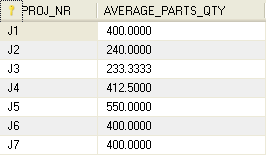 PROJ_NR AVERAGE_PARTS_QTY
J1 400.0000
J2 240.0000
J3 233.3333
J4 412.5000
J5 550.0000
J6 400.0000
J7 400.0000